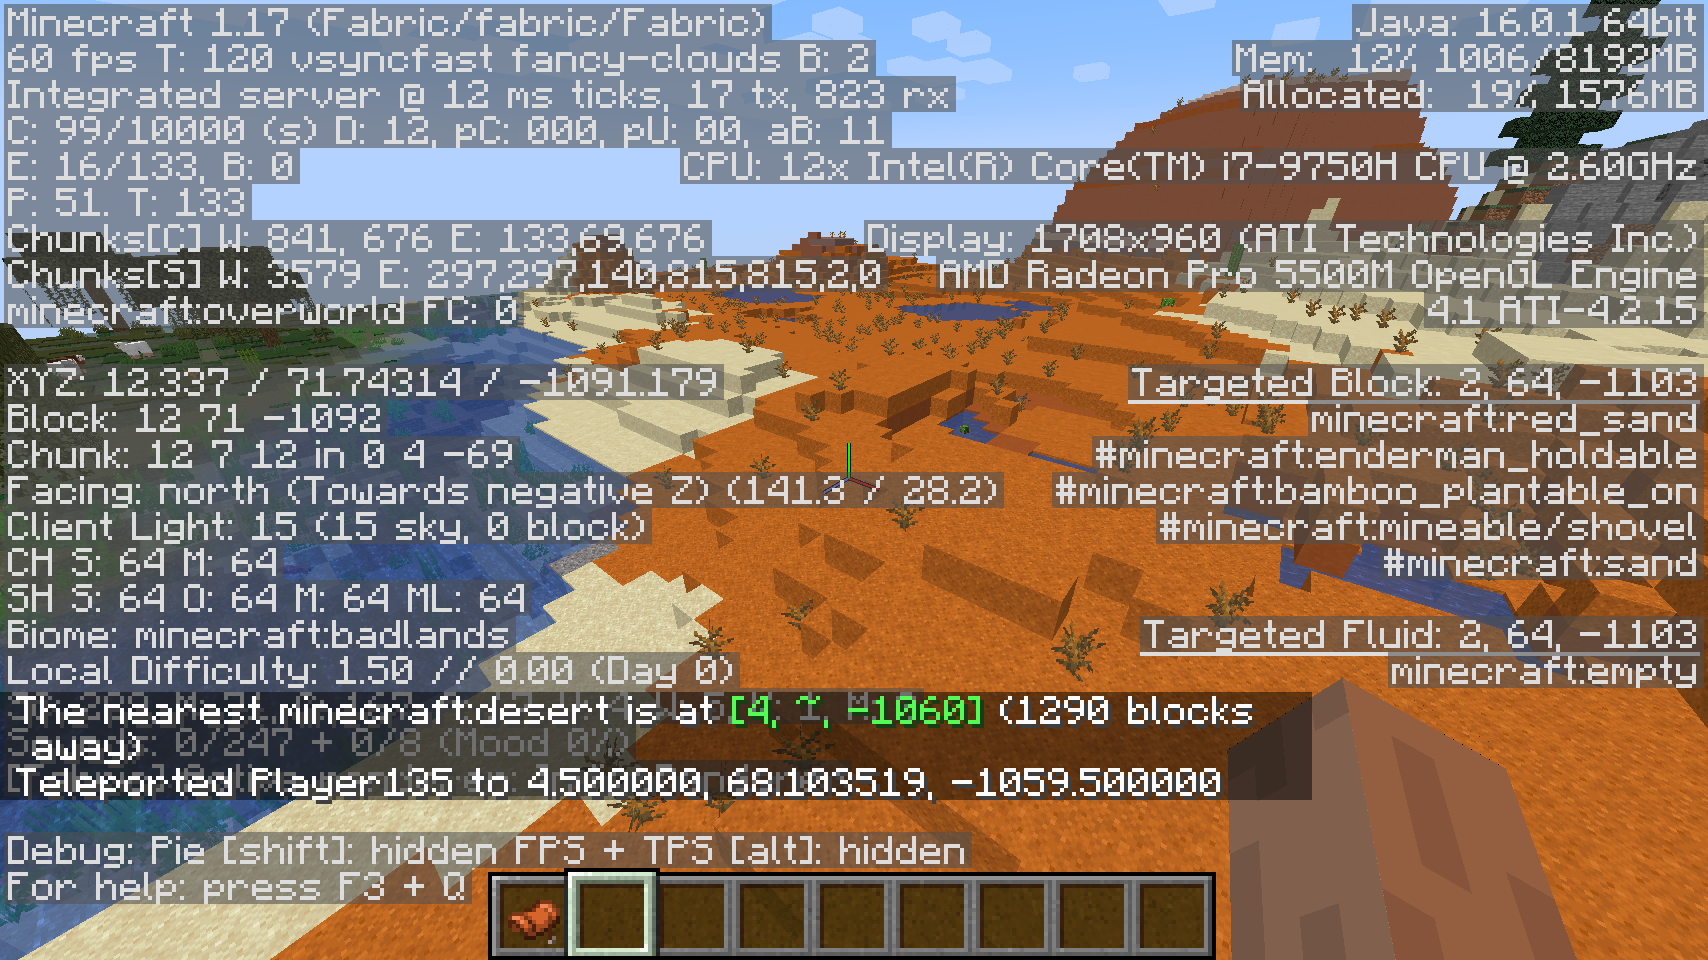 Minecraft 1.17 (Fabric/fabric/Fabric)
60 fps T: 120 vsyncfast fancy-clouds B: 2
Integrated server @ 12 ms ticks, 17 tx, 823 rx
C: 99/10000 (s) D: 12, pC: 000, pU: 00, aB: 11
E: 16/133, B: 0
P: 51. T: 133
Chunks[C] W: 841, 676 E: 133,63,676
Chunks[S] W: 3579 E: 297,297,140,815,815,2,0
minecraft:overworld FC: 0
XYZ: 12.337 / 71.74314 / -1091.179
Block: 12 71 -1092
Chunk: 12 7 12 in 0 4 -69
Facing: north (Towards negative Z) (141.3 / 28.2)
Client Light: 15 (15 sky, 0 block)
CH S: 64 M: 64
SH S: 64 O: 64 M: 64 ML: 64
Biome: minecraft:badlands
Local Difficulty: 1.50 // 0.00 (Day 0)
Java: 16.0.1 64bit
Mem: 12% 1006/8192MB
Allocated: 19% 1576MB
CPU: 12x Intel(R) Core(TM) i7-9750H CPU @ 2.60GHz
Display: 1708x960 (ATI Technologies Inc.)
AMD Radeon Pro 5500M OpenGL Engine
4.1 ATI-4.2.15
Targeted Block: 2, 64, -1103
minecraft:red_sand
#minecraft:enderman_holdable
#minecraft:bamboo_plantable_on
#minecraft:mineable/shovel
#minecraft:sand
Targeted Fluid: 2, 64, -1103
minecraft:empty
The nearest minecraft:desert is at [4, ~, -1060] (1290 blocks
away)
0/247 + 0/8 (Mood 0%)
Teleported Player135 to 4.500000, 68.103519, -1059.500000
Debug: Pie [shift]: hidden FPS + TPS [alt]: hidden
For help: press F3 + Q